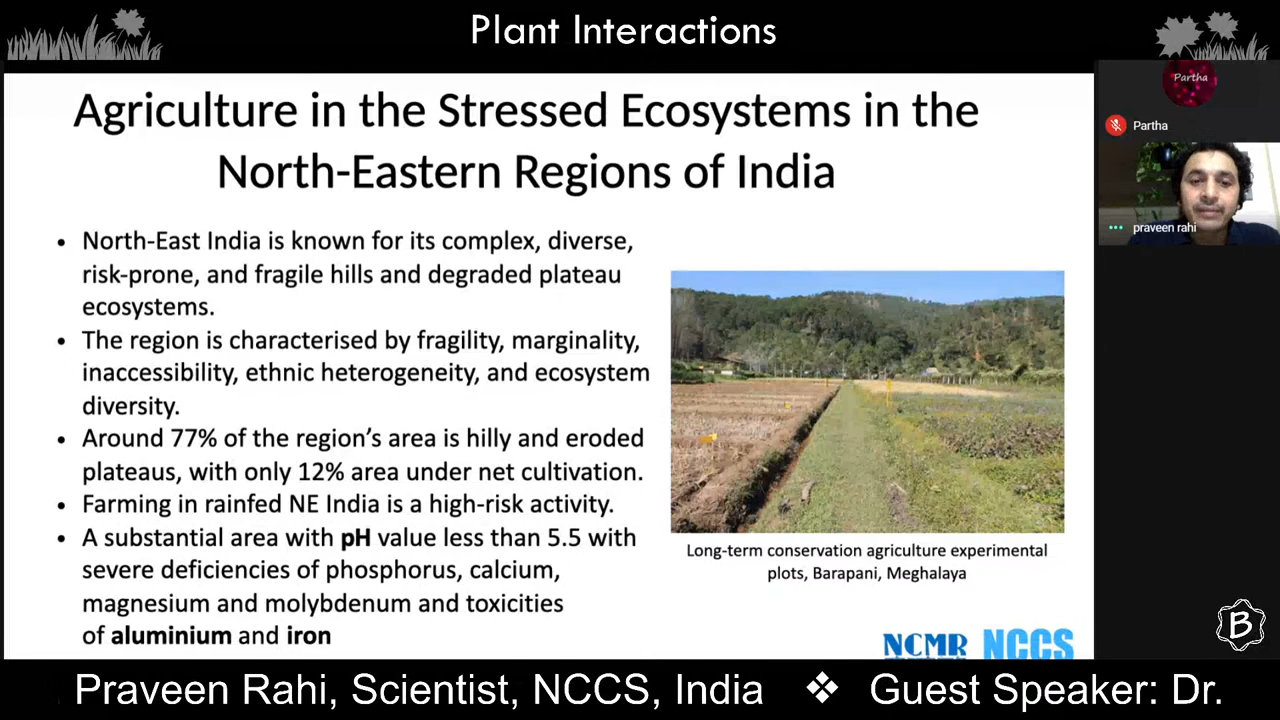 Plant Interactions
Agriculture in the Stressed Ecosystems in the
North-Eastern Regions of India
Partha
Partha
praveen rahi
• North-East India is known for its complex, diverse,
risk-prone, and fragile hills and degraded plateau
ecosystems.
• The region is characterised by fragility, marginality,
inaccessibility, ethnic heterogeneity, and ecosystem
diversity.
• Around 77% of the region's area is hilly and eroded
plateaus, with only 12% area under net cultivation.
• Farming in rainfed NE India is a high-risk activity.
• A substantial area with pH value less than 5.5 with
severe deficiencies of phosphorus, calcium,
magnesium and molybdenum and toxicities
of aluminium and iron
Long-term conservation agriculture experimental
plots, Barapani, Meghalaya
NCMR NCCS
B
Praveen Rahi, Scientist, NCCS, India ❖ Guest Speaker: Dr.